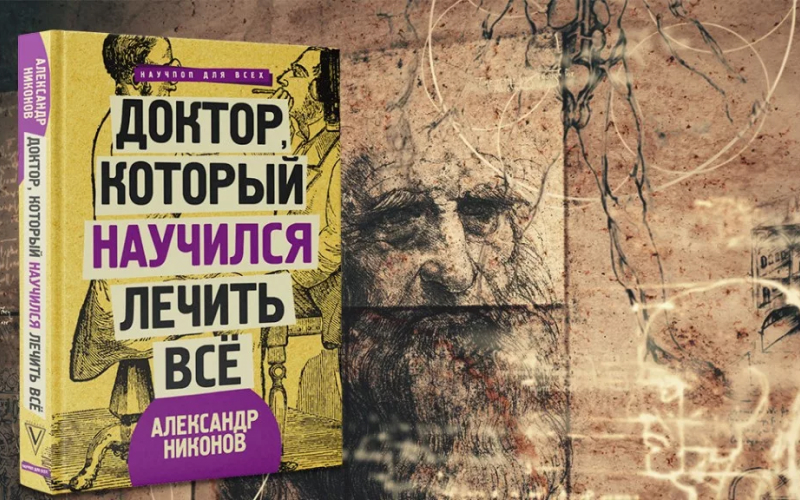 НАУЧПОП ДЛЯ ВСЕХ
ДОКТОР,
КОТОРЫЙ
НАУЧИЛСЯ
ЛЕЧИТЬ
ВСЁ
АЛЕКСАНДР
НИКОНОВ
АЛЕКСАНДР
НИКОНОВ
ДОКТОР, КОТОРЫЙ НАУЧИЛСЯ ЛЕЧИТЬ ВСЁ